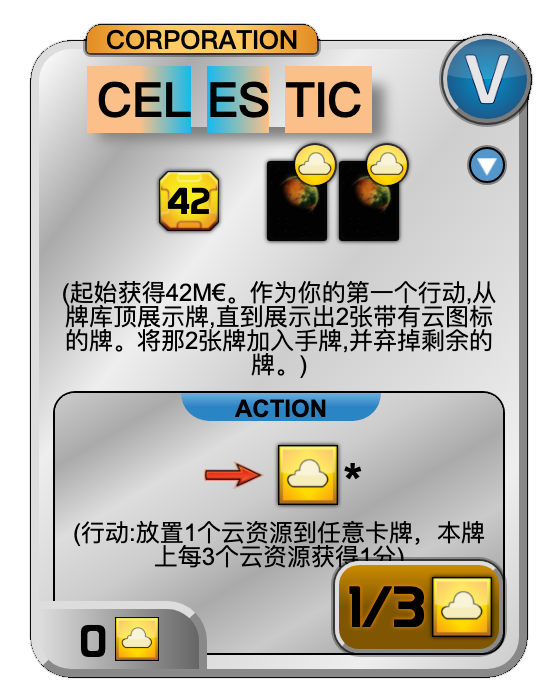 CORPORATION
CELESTIC
V
42
(起始获得42M€。作为你的第一个行动,从
牌库顶展示牌,直到展示出2张带有云图标
的牌。将那2张牌加入手牌,并弃掉剩余的
牌。)
ACTION
*
(行动:放置1个云资源到任意卡牌，本牌
上每3个云资源获得1分)
1/3
0